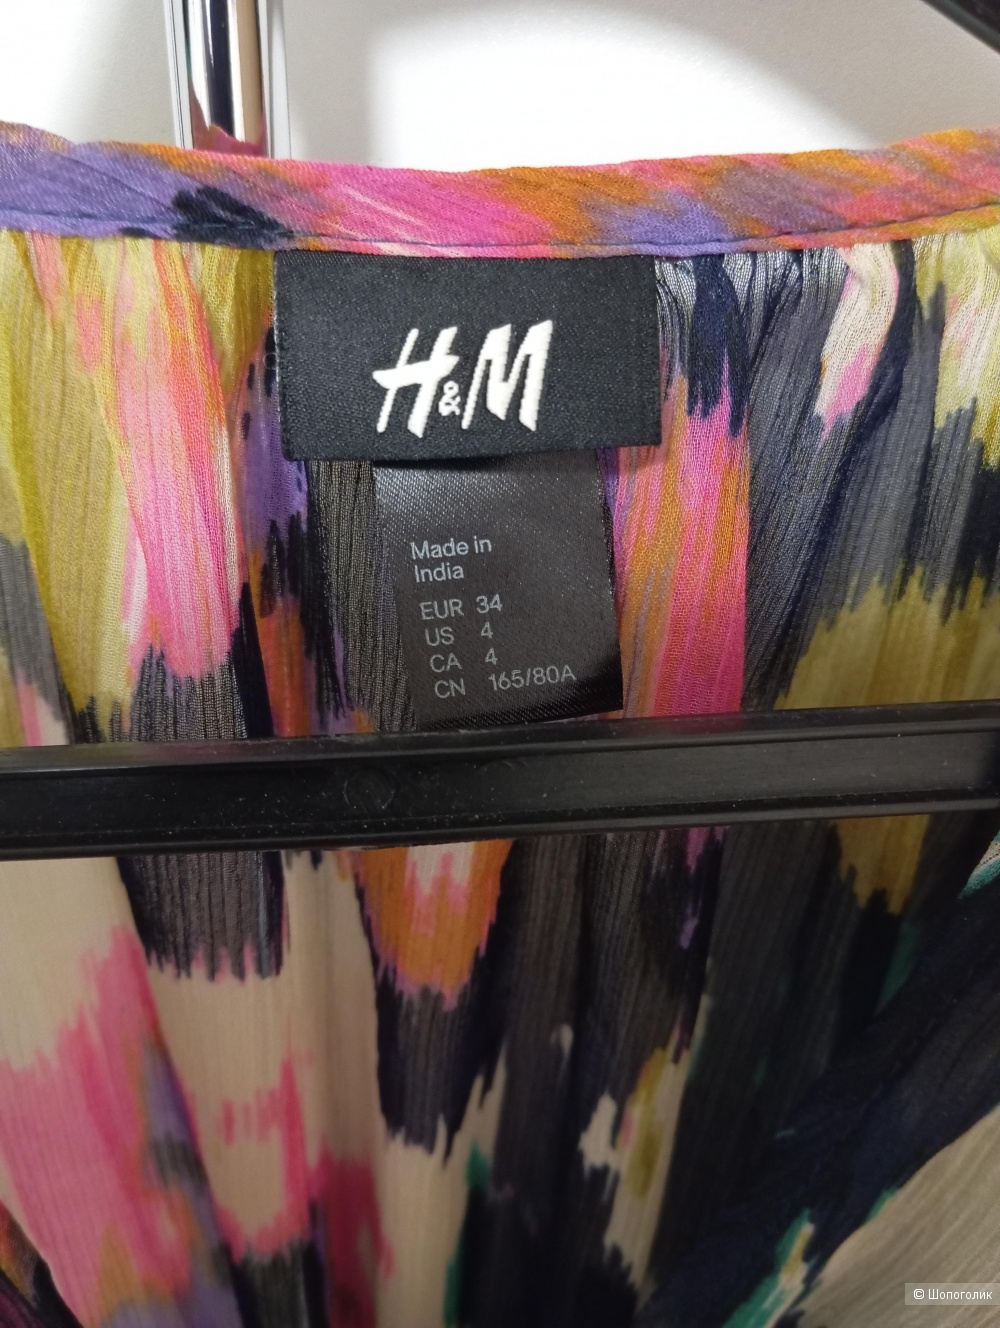 H&M
Made in
India
EUR 34
US 4
CA 4
CN 165/80A
© Шопоголик